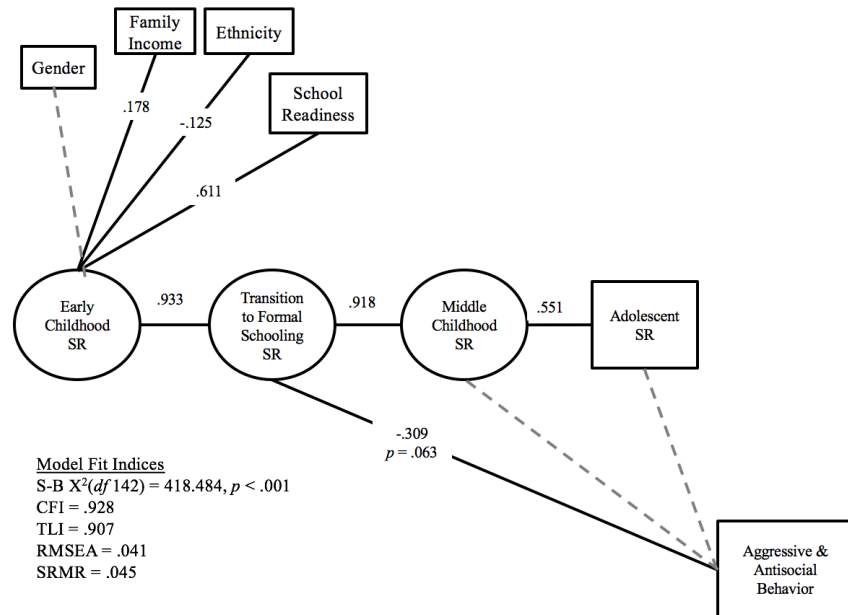 Family
Income
Ethnicity
Gender
School
Readiness
.178
-.125
.611
Early
Childhood
SR
.933
Transition
to Formal
Schooling
SR
.918
Middle
Childhood
SR
.551
Adolescent
SR
-.309
p = .063
Model Fit Indices
S-B X²(df 142) = 418.484, p < .001
CFI = .928
TLI = .907
RMSEA = .041
SRMR = .045
Aggressive &
Antisocial
Behavior